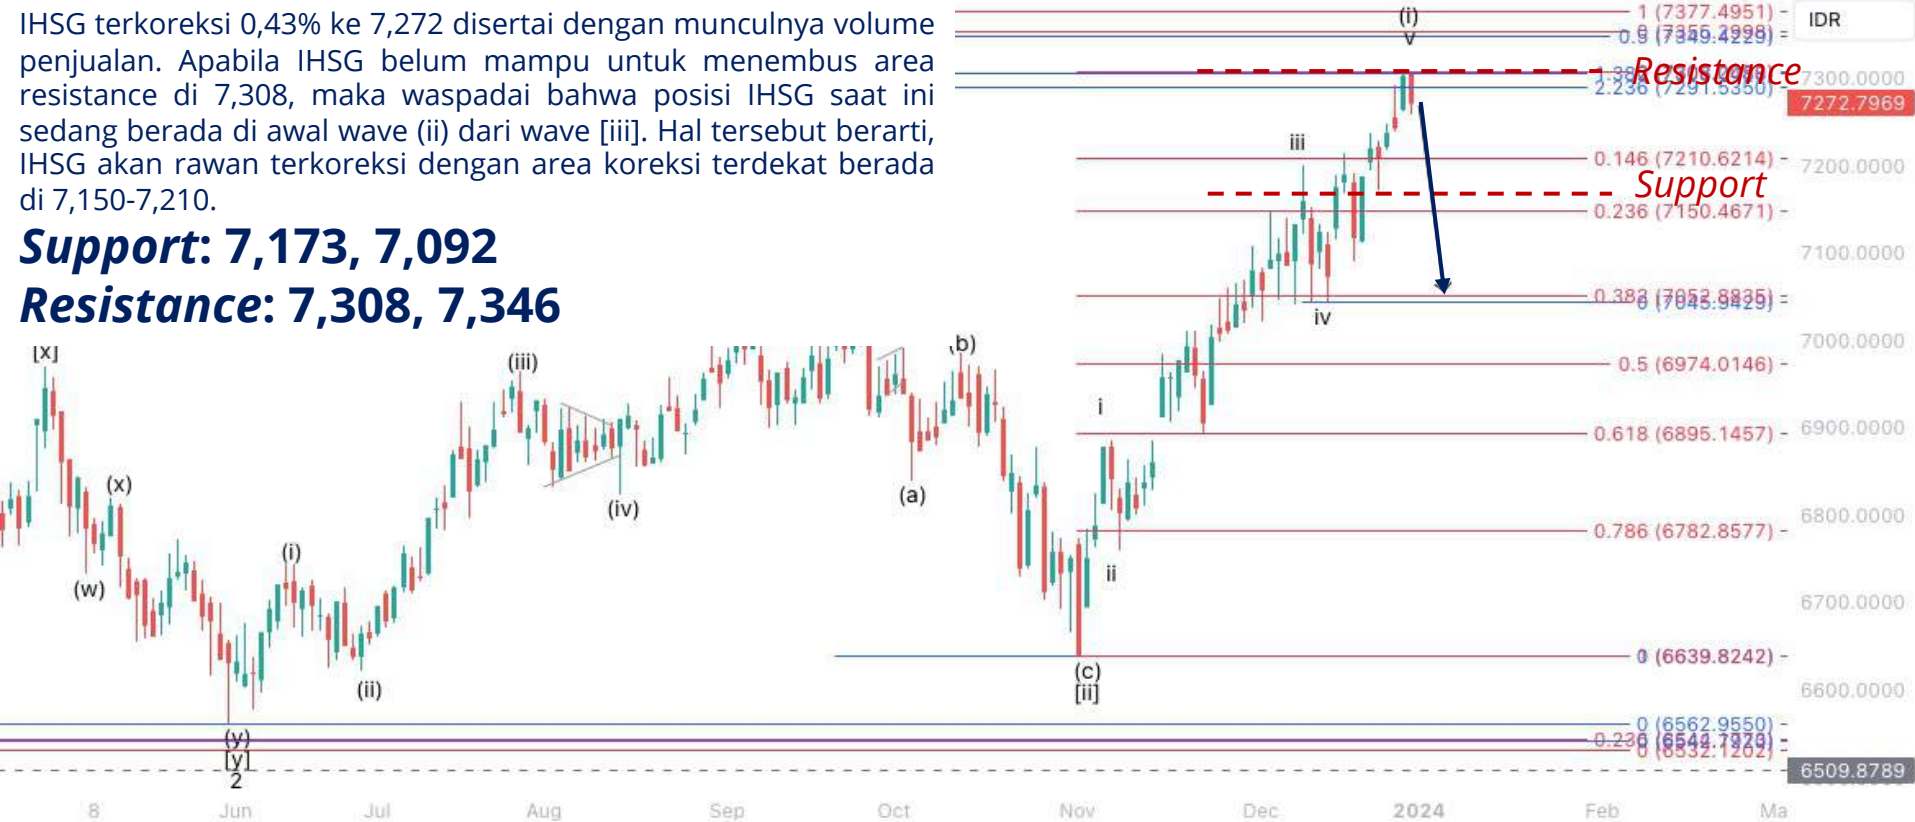 IHSG terkoreksi 0,43% ke 7,272 disertai dengan munculnya volume
penjualan. Apabila IHSG belum mampu untuk menembus area
resistance di 7,308, maka waspadai bahwa posisi IHSG saat ini
sedang berada di awal wave (ii) dari wave [iii]. Hal tersebut berarti,
IHSG akan rawan terkoreksi dengan area koreksi terdekat berada
di 7,150-7,210.
Support: 7,173, 7,092
Resistance: 7,308, 7,346
(i)
v
1 (7377.4951)
IDR
Resistance
7300.0000
2.236 (7291.5350)
7272.7969
iii
0.146 (7210.6214)
7200.0000
Support
0.236 (7150.4671)
7100.0000
iv
7000.0000
[x]
(iii)
(b)
0.5 (6974.0146)
i
6900.0000
0.618 (6895.1457)
(x)
(a)
(iv)
6800.0000
0.786 (6782.8577)
(i)
(w)
ii
6700.0000
(ii)
(c)
[ii]
(6639.8242)
6600.0000
0 (6562.9550)
(y)
[y]
2
6509.8789
8
Jun
Jul
Aug
Sep
Oct
Nov
Dec
2024
Feb
Ma